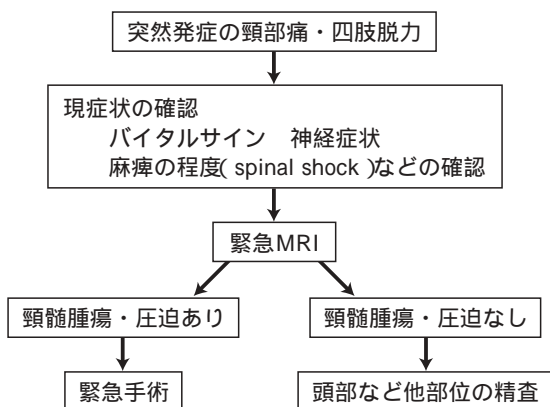 突然発症の頸部痛・四肢脱力
現症状の確認
バイタルサイン 神経症状
麻痺の程度( spinal shock )などの確認
緊急MRI
頸髄腫瘍・圧迫あり
頸髄腫瘍・圧迫なし
緊急手術
頭部など他部位の精査